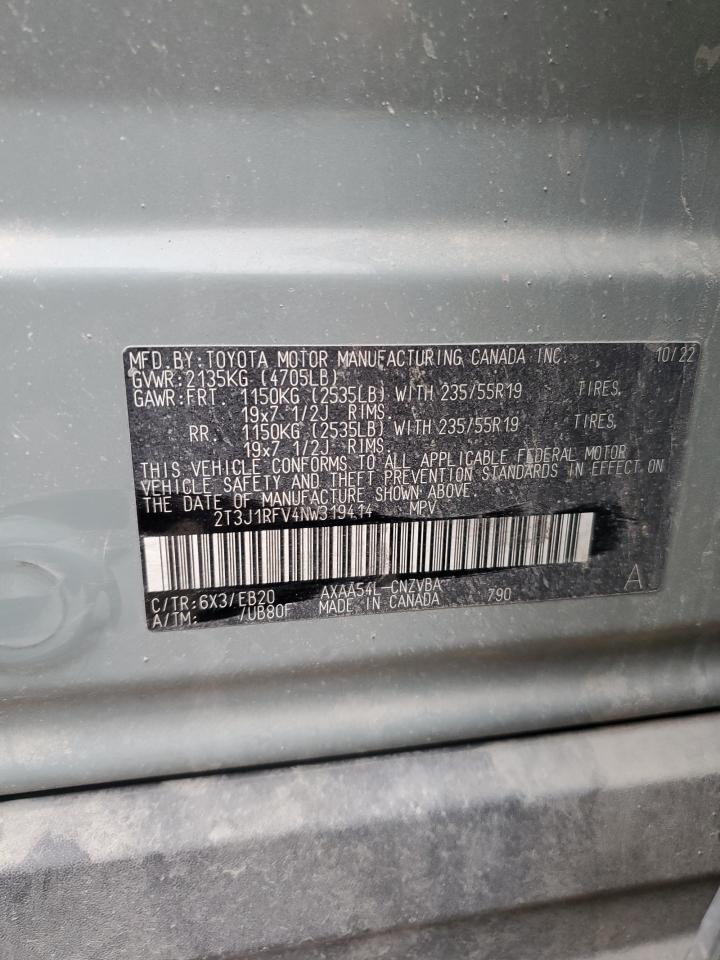 MFD. BY: TOYOTA MOTOR MANUFACTURING CANADA INC. 10/22
GVWR: 2135KG (4705LB)
GAWR: FRT 1150KG (2535LB) WITH 235/55R19 TIRES,
19x7 1/2J RIMS.
RR 1150KG (2535LB) WITH 235/55R19 TIRES,
19x7 1/2J RIMS.
THIS VEHICLE CONFORMS TO ALL APPLICABLE FEDERAL MOTOR
VEHICLE SAFETY AND THEFT PREVENTION STANDARDS IN EFFECT ON
THE DATE OF MANUFACTURE SHOWN ABOVE.
2T3J1RFV4NW319414 MPV
C/TR: 6X3/EB20 AXAA54L-CNZVBA 790 A
A/TM: /UB80F MADE IN CANADA